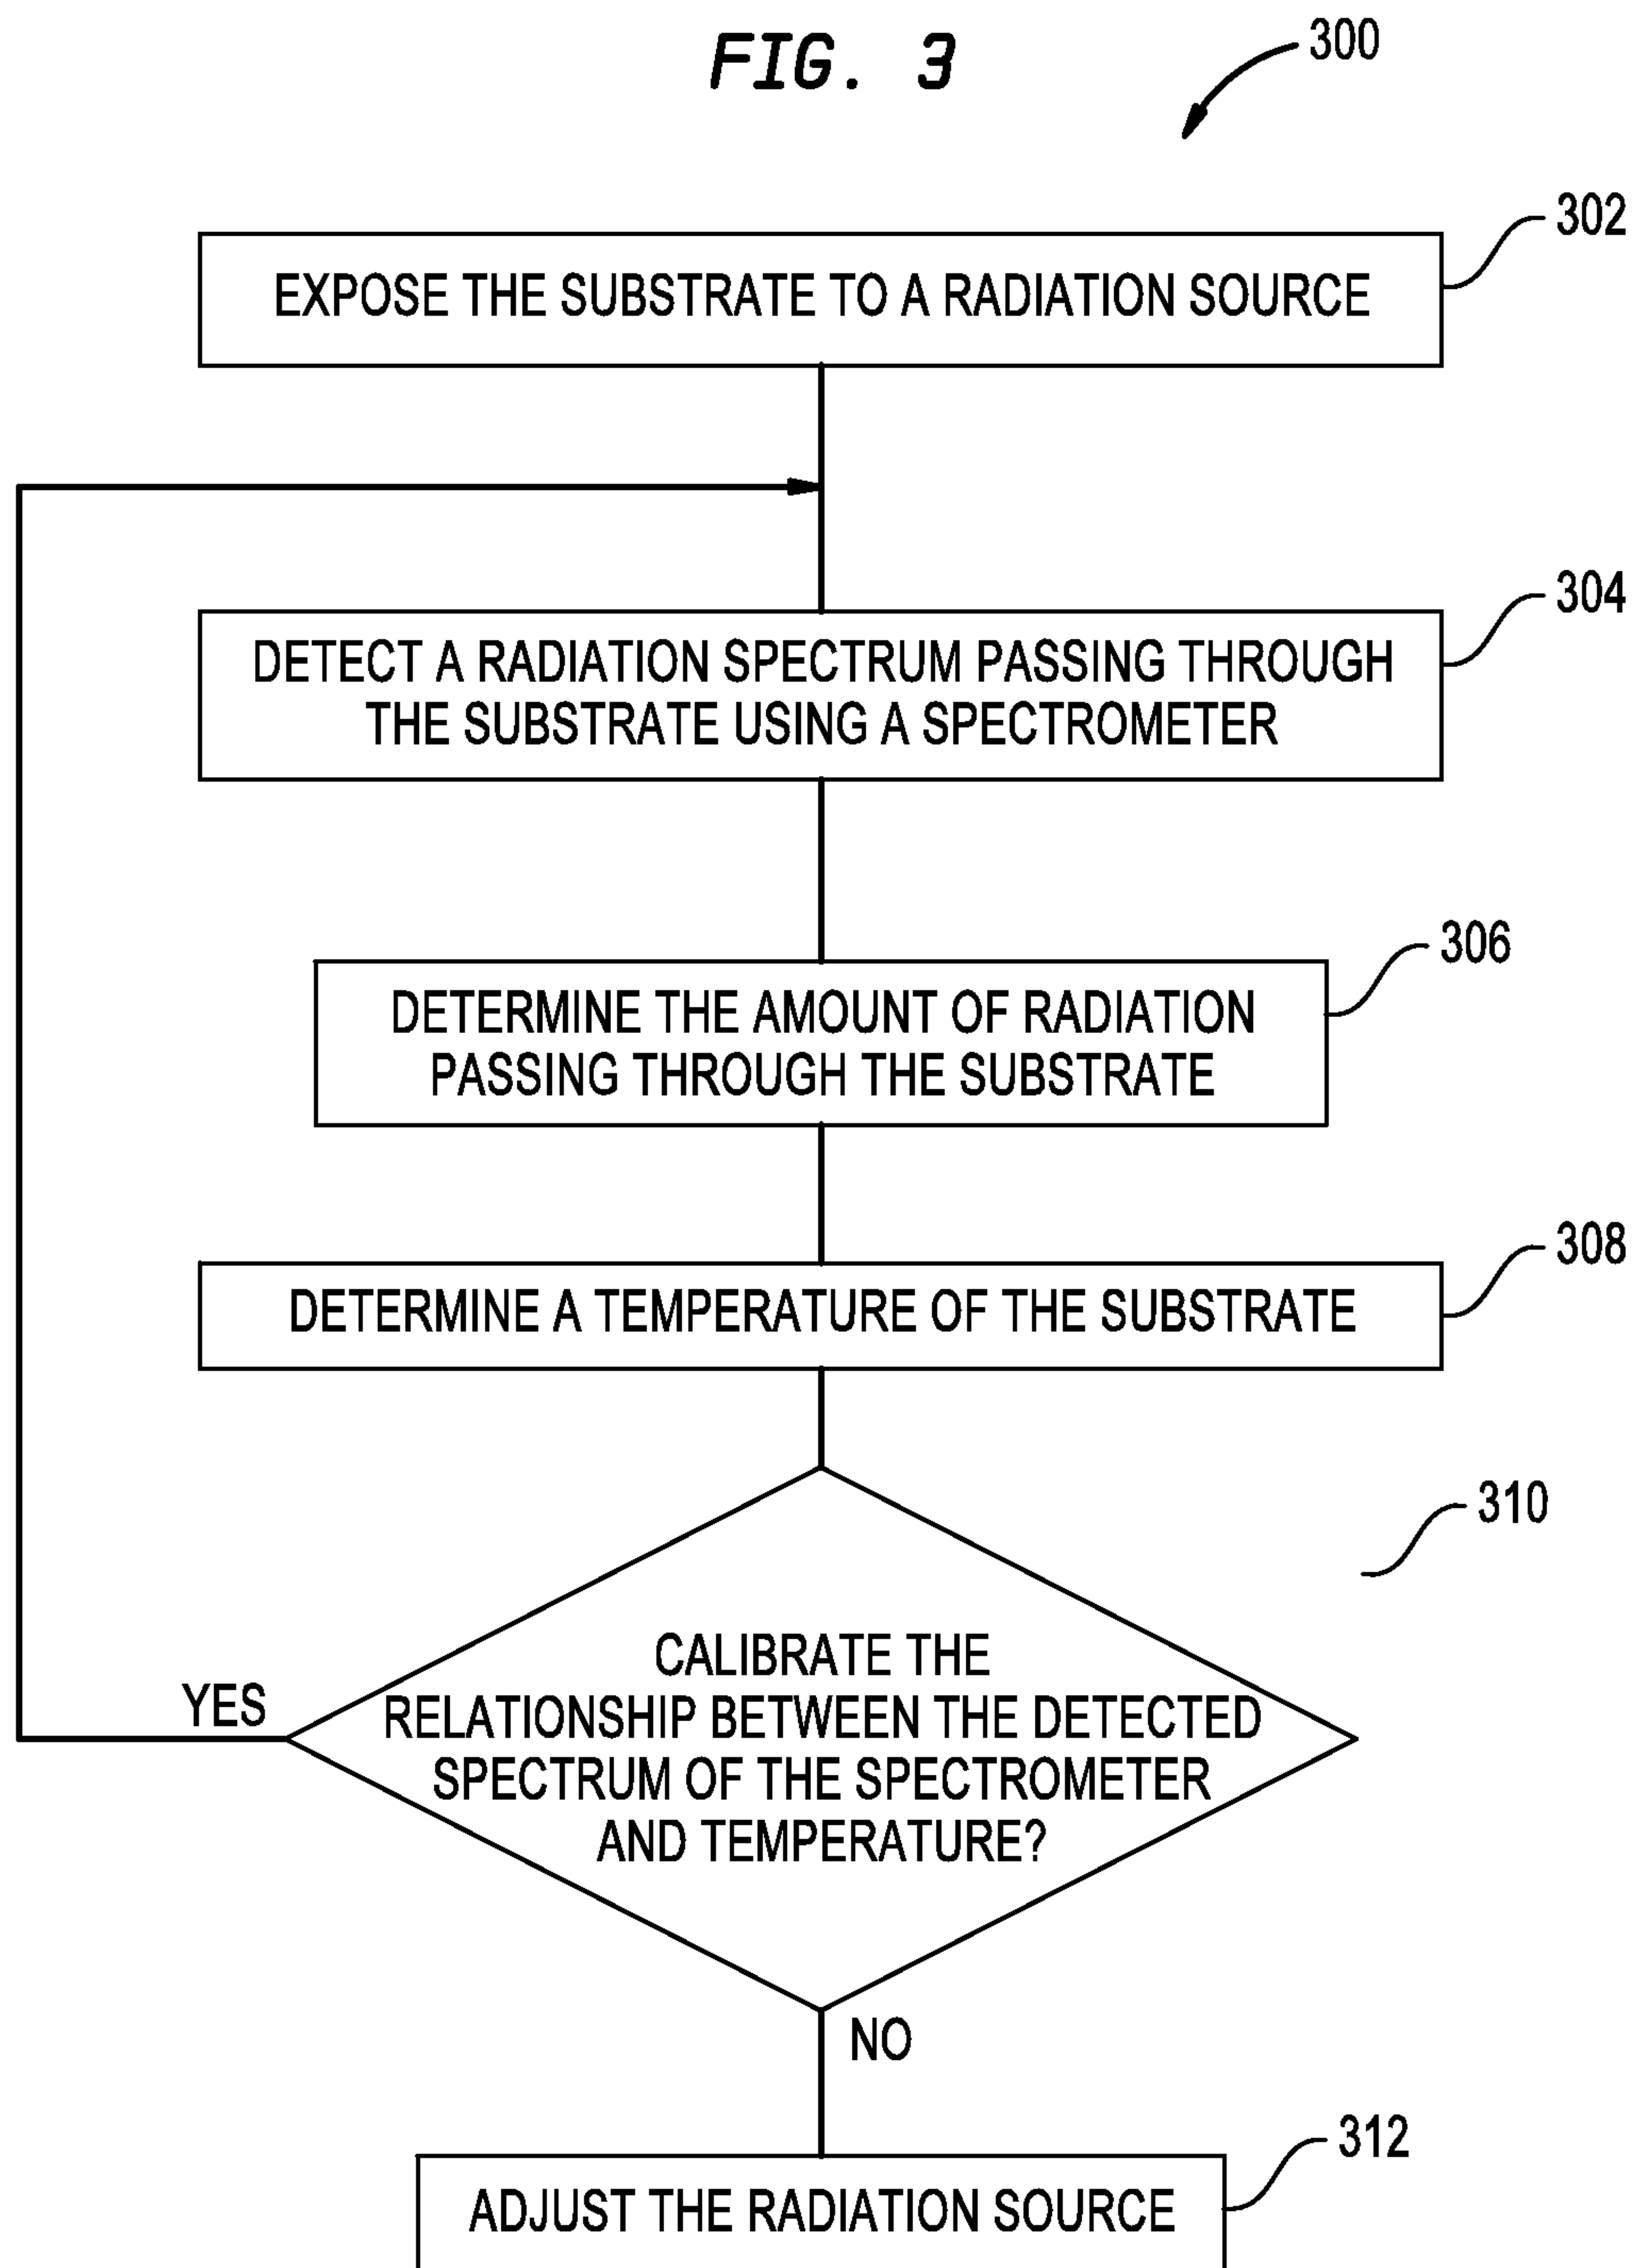 FIG. 3
300
302
EXPOSE THE SUBSTRATE TO A RADIATION SOURCE
304
DETECT A RADIATION SPECTRUM PASSING THROUGH
THE SUBSTRATE USING A SPECTROMETER
306
DETERMINE THE AMOUNT OF RADIATION
PASSING THROUGH THE SUBSTRATE
308
DETERMINE A TEMPERATURE OF THE SUBSTRATE
310
CALIBRATE THE
RELATIONSHIP BETWEEN THE DETECTED
SPECTRUM OF THE SPECTROMETER
AND TEMPERATURE?
YES
NO
312
ADJUST THE RADIATION SOURCE